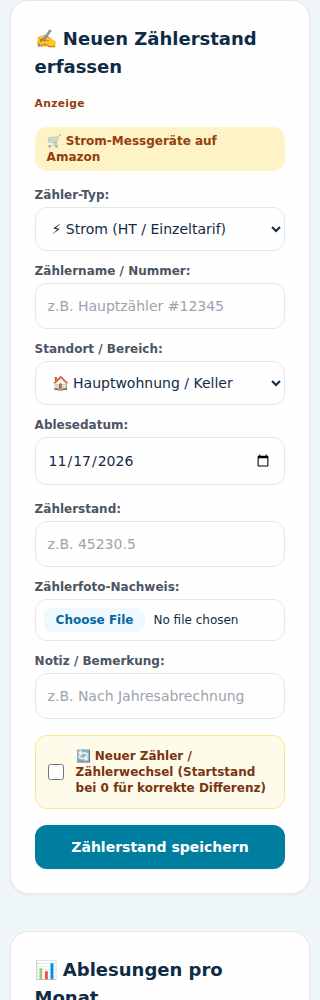 ✍️ Neuen Zählerstand
erfassen
Anzeige
🛒 Strom-Messgeräte auf
Amazon
Zähler-Typ:
⚡ Strom (HT / Einzeltarif)
Zählername / Nummer:
z.B. Hauptzähler #12345
Standort / Bereich:
🏠 Hauptwohnung / Keller
Ablesedatum:
11/17/2026
Zählerstand:
z.B. 45230.5
Zählerfoto-Nachweis:
Choose File No file chosen
Notiz / Bemerkung:
z.B. Nach Jahresabrechnung
🔄 Neuer Zähler /
Zählerwechsel (Startstand
bei 0 für korrekte Differenz)
Zählerstand speichern
📊 Ablesungen pro
Monat